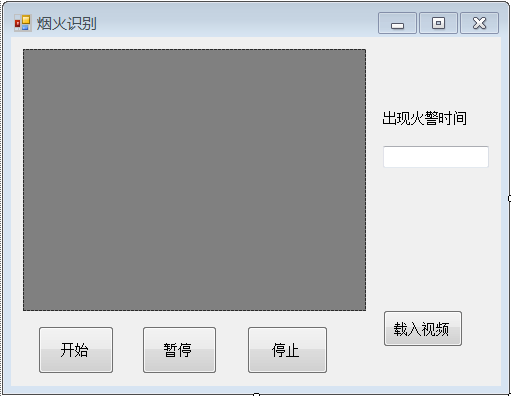 烟火识别
出现火警时间
载入视频
开始
暂停
停止